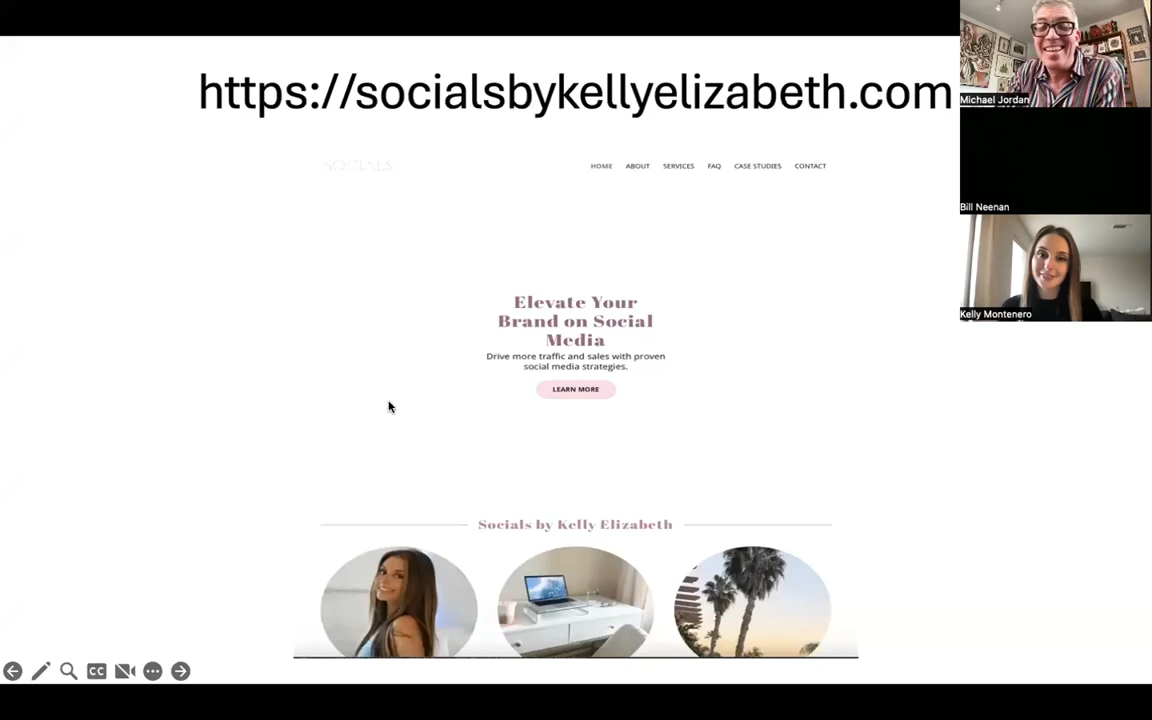 https://socialsbykellyelizabeth.com
SOCIALS
HOME ABOUT SERVICES FAQ CASE STUDIES CONTACT
Elevate Your
Brand on Social
Media
Drive more traffic and sales with proven
social media strategies.
LEARN MORE
Socials by Kelly Elizabeth
Michael Jordan
Bill Neenan
Kelly Montenero
CC